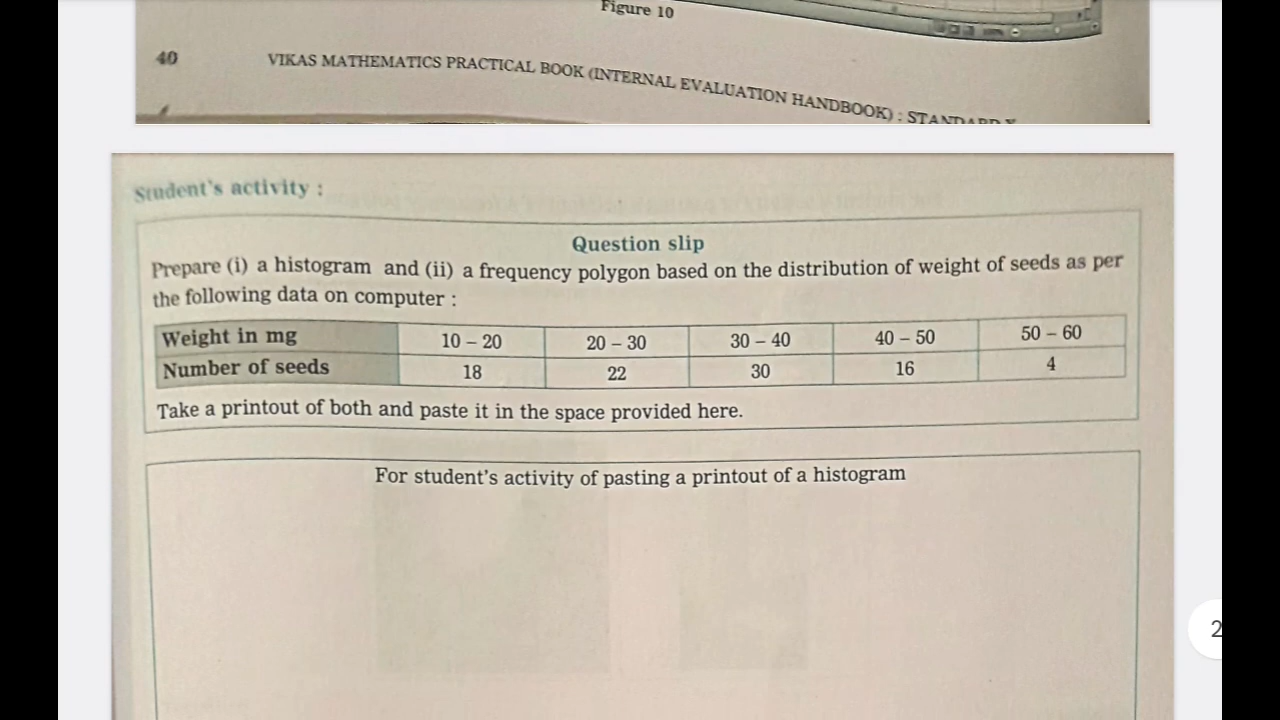 Figure 10
40
VIKAS MATHEMATICS PRACTICAL BOOK (INTERNAL EVALUATION HANDBOOK) : STANDARD X
Student's activity :
Question slip
Prepare (i) a histogram and (ii) a frequency polygon based on the distribution of weight of seeds as per
the following data on computer :
Weight in mg 10 – 20 20 – 30 30 – 40 40 – 50 50 – 60
Number of seeds 18 22 30 16 4
Take a printout of both and paste it in the space provided here.
For student's activity of pasting a printout of a histogram
2